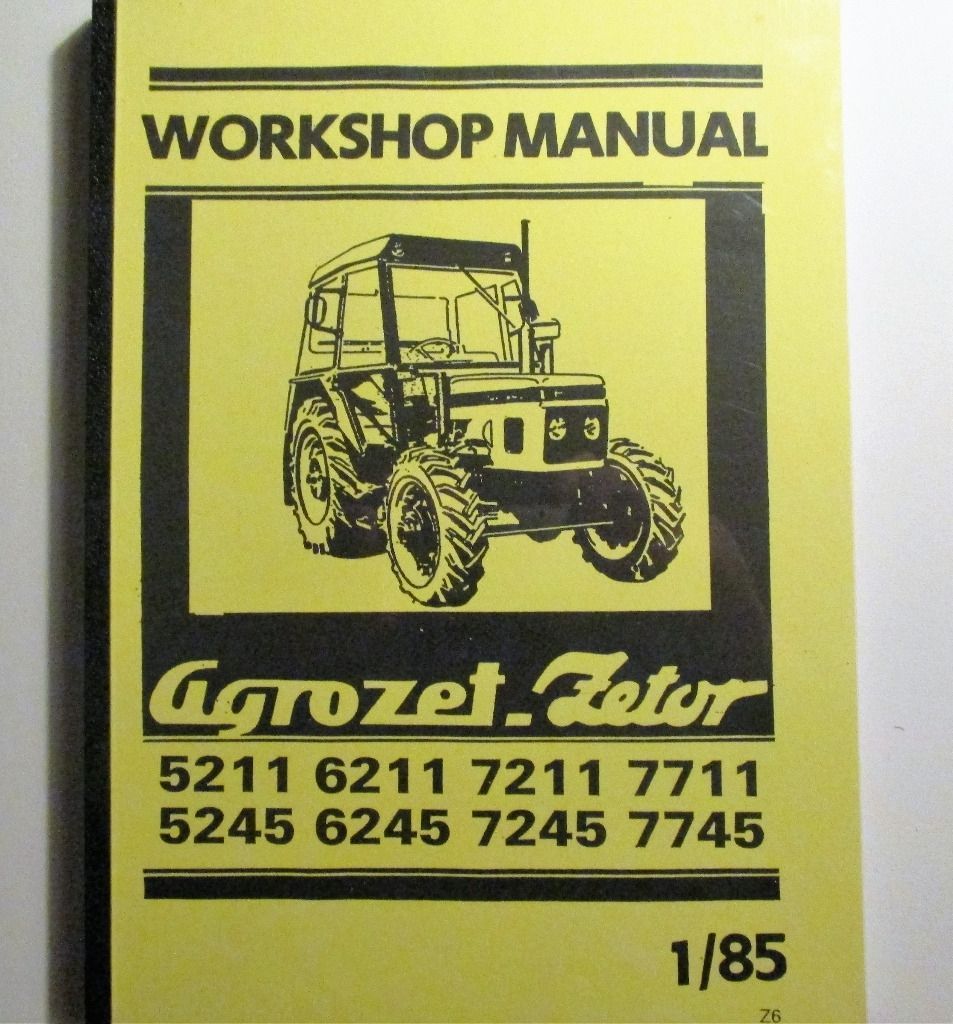 WORKSHOP MANUAL
Agrozet-Zetor
5211 6211 7211 7711
5245 6245 7245 7745
1/85
Z6